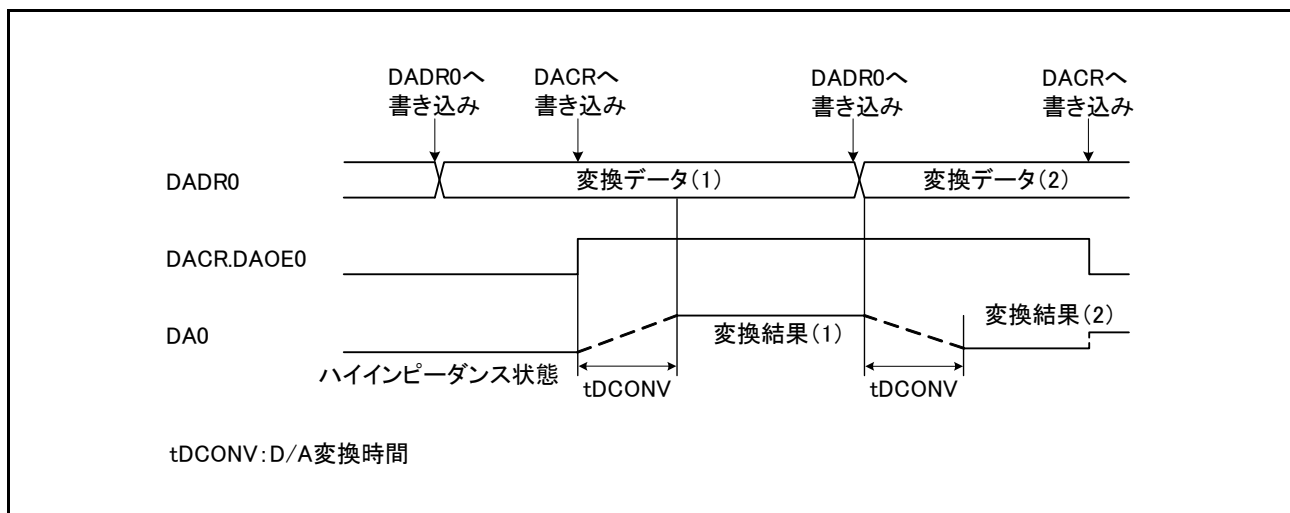 DADR0へ
書き込み
DACRへ
書き込み
DADR0へ
書き込み
DACRへ
書き込み
DADR0
変換データ(1)
変換データ(2)
DACR.DAOE0
DA0
変換結果(1)
変換結果(2)
ハイインピーダンス状態
tDCONV
tDCONV
tDCONV:D/A変換時間